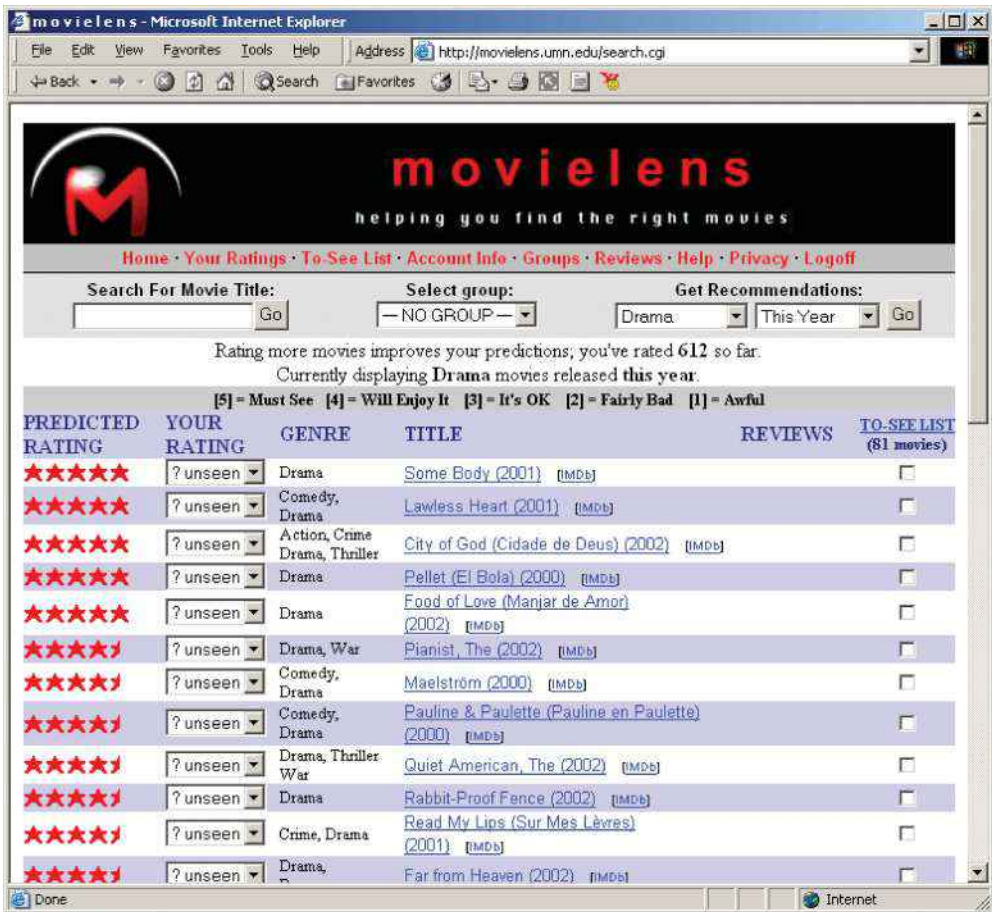 movielens - Microsoft Internet Explorer
File Edit View Favorites Tools Help Address http://movielens.umn.edu/search.cgi
Back Search Favorites
movielens
helping you find the right movies
Home · Your Ratings · To-See List · Account Info · Groups · Reviews · Help · Privacy · Logoff
Search For Movie Title: Select group: Get Recommendations:
Go — NO GROUP — Drama This Year Go
Rating more movies improves your predictions; you've rated 612 so far.
Currently displaying Drama movies released this year.
[5] = Must See [4] = Will Enjoy It [3] = It's OK [2] = Fairly Bad [1] = Awful
PREDICTED RATING YOUR RATING GENRE TITLE REVIEWS TO-SEE LIST (81 movies)
? unseen Drama Some Body (2001) [IMDb]
? unseen Comedy, Drama Lawless Heart (2001) [IMDb]
? unseen Action, Crime Drama, Thriller City of God (Cidade de Deus) (2002) [IMDb]
? unseen Drama Pellet (El Bola) (2000) [IMDb]
? unseen Drama Food of Love (Manjar de Amor) (2002) [IMDb]
? unseen Drama, War Pianist, The (2002) [IMDb]
? unseen Comedy, Drama Maelström (2000) [IMDb]
? unseen Comedy, Drama Pauline & Paulette (Pauline en Paulette) (2000) [IMDb]
? unseen Drama, Thriller War Quiet American, The (2002) [IMDb]
? unseen Drama Rabbit-Proof Fence (2002) [IMDb]
? unseen Crime, Drama Read My Lips (Sur Mes Lèvres) (2001) [IMDb]
? unseen Drama, Far from Heaven (2002) [IMDb]
Done Internet